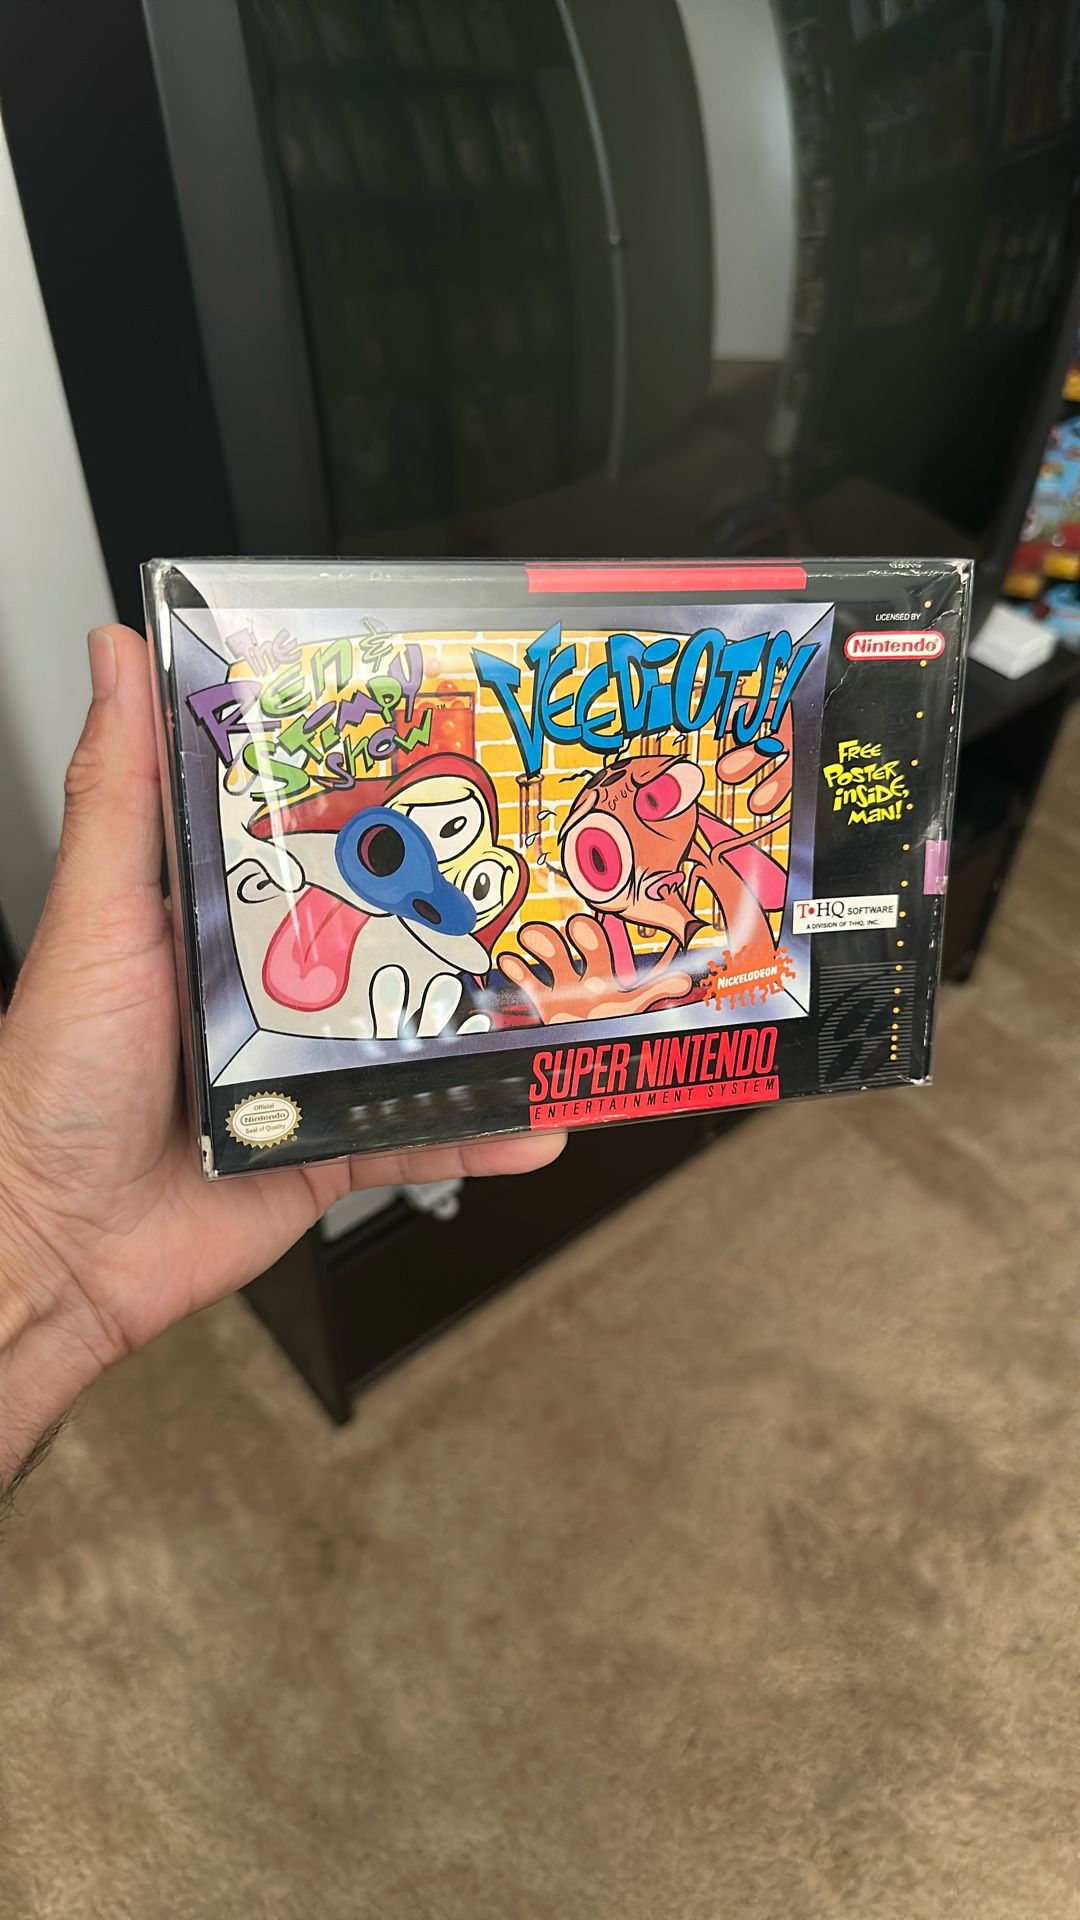 LICENSED BY
Nintendo
The
Ren &
Stimpy
Show™
VEEDIOTS!
FREE
POSTER
INSIDE,
MAN!
T•HQ SOFTWARE
A DIVISION OF T•HQ, INC.
NICKELODEON
SUPER NINTENDO
ENTERTAINMENT SYSTEM
Official
Nintendo
Seal of Quality